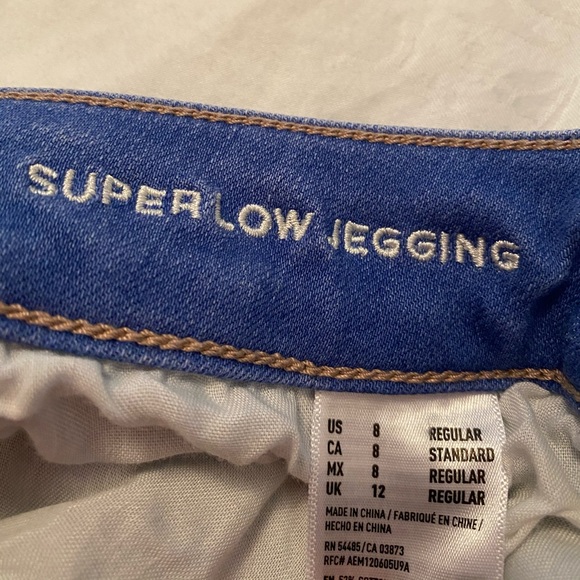 SUPER LOW JEGGING
US 8 REGULAR
CA 8 STANDARD
MX 8 REGULAR
UK 12 REGULAR
MADE IN CHINA / FABRIQUÉ EN CHINE /
HECHO EN CHINA
RN 54485/CA 03873
RFC# AEM120605U9A